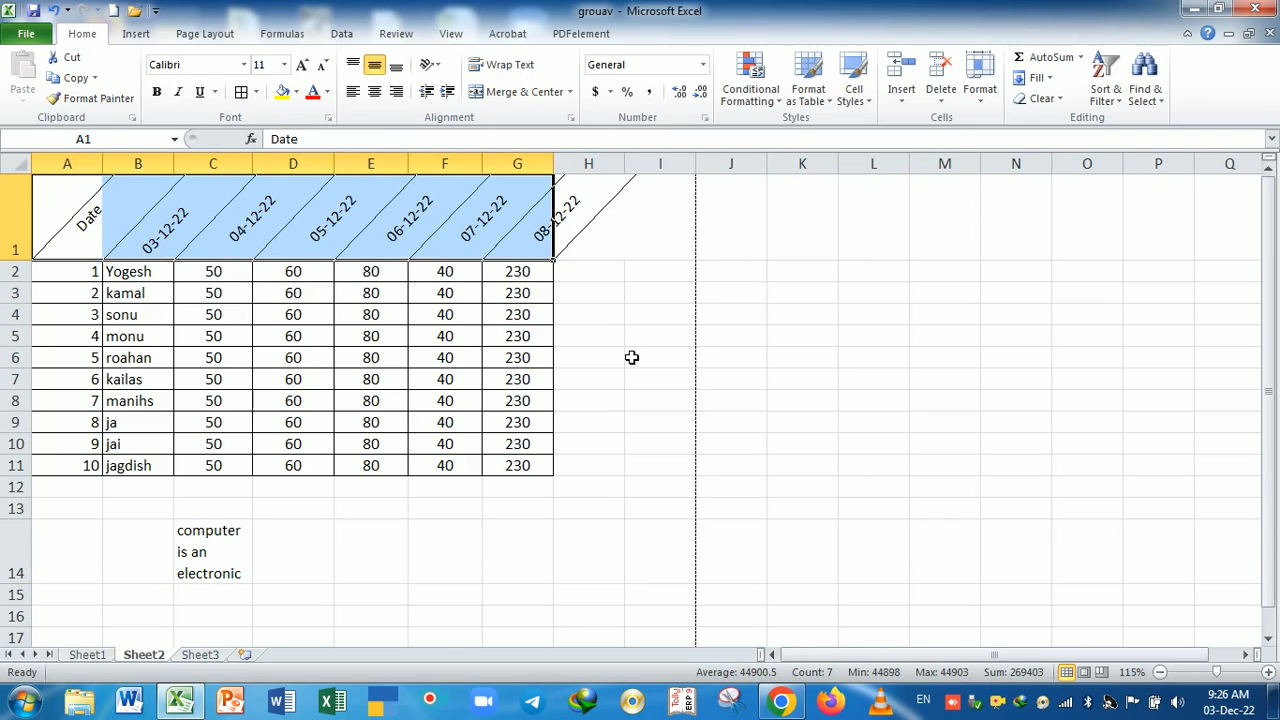 grouav - Microsoft Excel
File Home Insert Page Layout Formulas Data Review View Acrobat PDFelement
Paste
Cut
Copy
Format Painter
Clipboard
Calibri 11
B I U
Font
Wrap Text
Merge & Center
Alignment
General
$ % ,
Number
Conditional Formatting
Format as Table
Cell Styles
Styles
Insert
Delete
Format
Cells
Σ AutoSum
Fill
Clear
Sort & Filter
Find & Select
Editing
A1 fx Date
A B C D E F G H I J K L M N O P Q
1 Date 03-12-22 04-12-22 05-12-22 06-12-22 07-12-22 08-12-22
2 1 Yogesh 50 60 80 40 230
3 2 kamal 50 60 80 40 230
4 3 sonu 50 60 80 40 230
5 4 monu 50 60 80 40 230
6 5 roahan 50 60 80 40 230
7 6 kailas 50 60 80 40 230
8 7 manihs 50 60 80 40 230
9 8 ja 50 60 80 40 230
10 9 jai 50 60 80 40 230
11 10 jagdish 50 60 80 40 230
12
13
14 computer
is an
electronic
15
16
17
Sheet1 Sheet2 Sheet3
Ready Average: 44900.5 Count: 7 Min: 44898 Max: 44903 Sum: 269403 115%
EN 9:26 AM
03-Dec-22